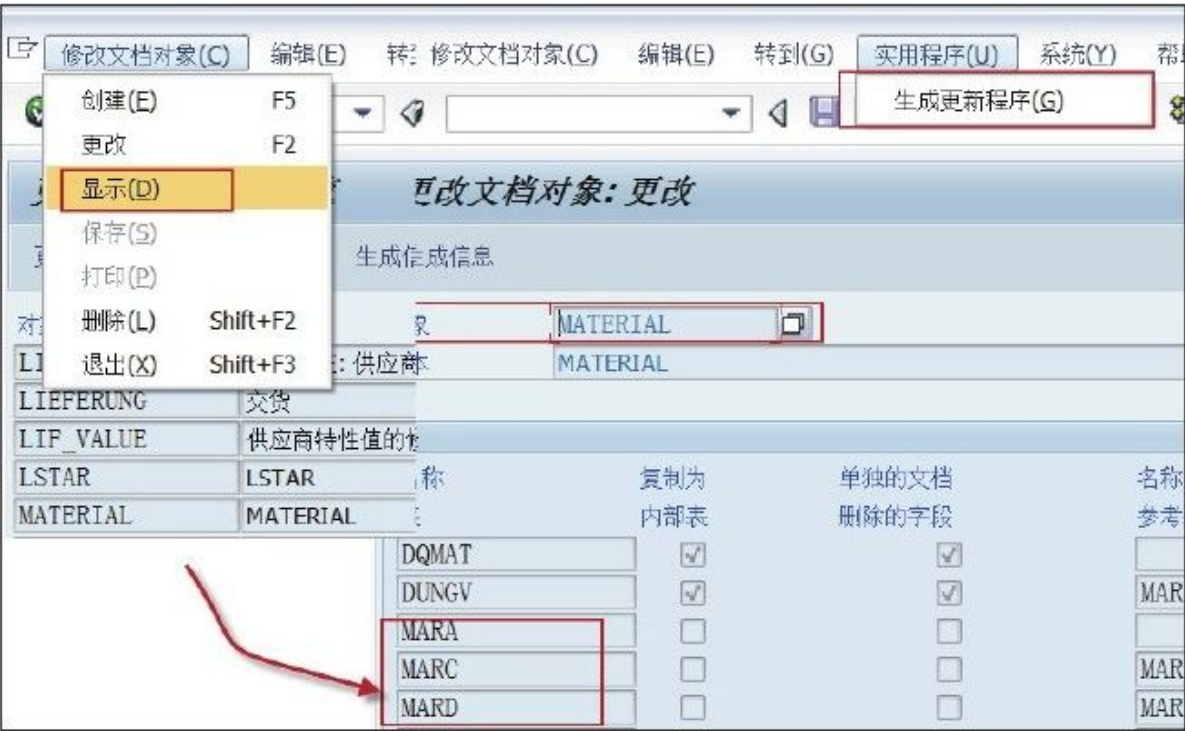 修改文档对象(C) 编辑(E) 修改文档对象(C) 编辑(E) 转到(G) 实用程序(U) 系统(Y)
创建(E) F5
生成更新程序(G)
更改 F2
显示(D)
更改文档对象: 更改
保存(S)
生成 成信息
打印(P)
删除(L) Shift+F2
MATERIAL
退出(X) Shift+F3
: 供应商
MATERIAL
LIEFERUNG 交货
LIF_VALUE 供应商特性值的
LSTAR LSTAR
称 复制为 单独的文档 名称
MATERIAL MATERIAL
内部表 删除的字段 参考
DQMAT
DUNGV MAR
MARA
MARC MAR
MARD MAR